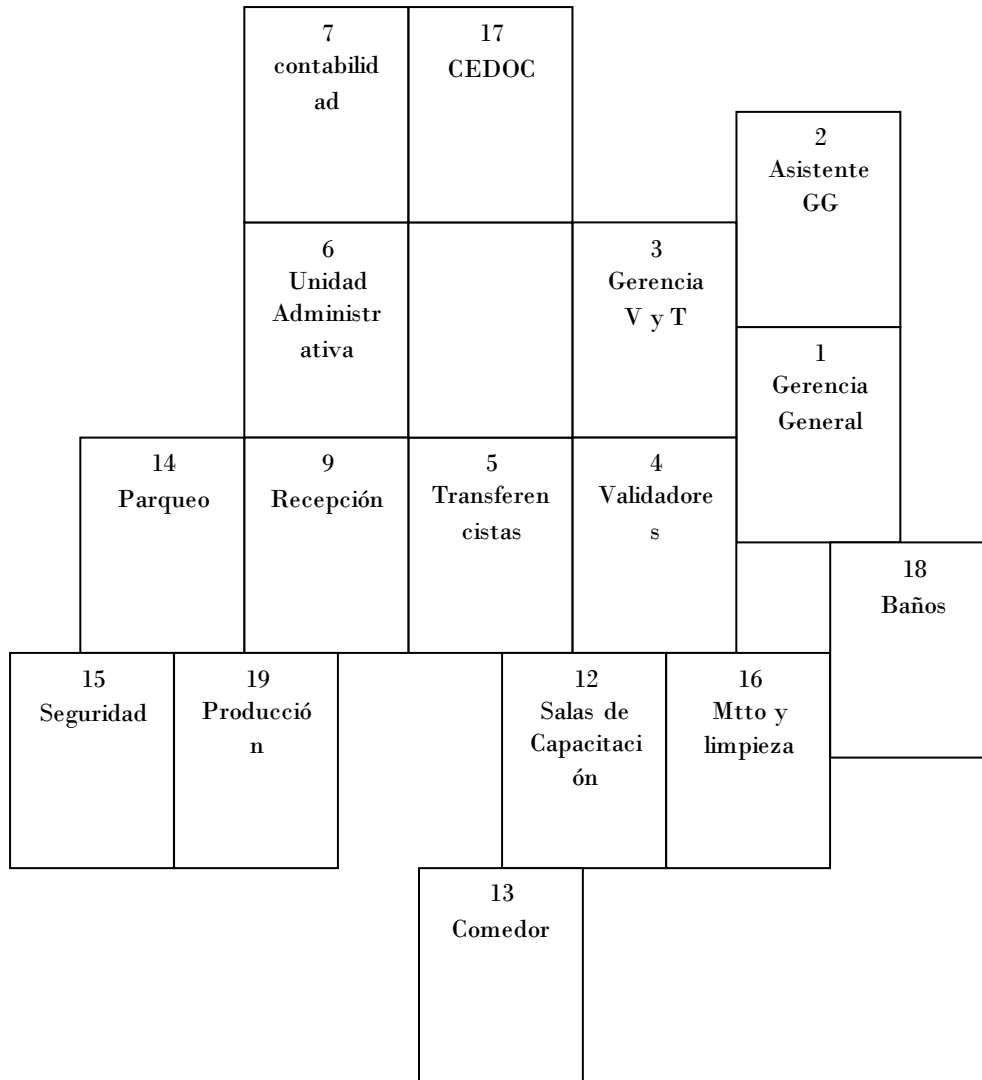 7
contabilid
ad
17
CEDOC
2
Asistente
GG
6
Unidad
Administr
ativa
3
Gerencia
V y T
1
Gerencia
General
14
Parqueo
9
Recepción
5
Transferen
cistas
4
Validadore
s
18
Baños
15
Seguridad
19
Producció
n
12
Salas de
Capacitaci
ón
16
Mtto y
limpieza
13
Comedor